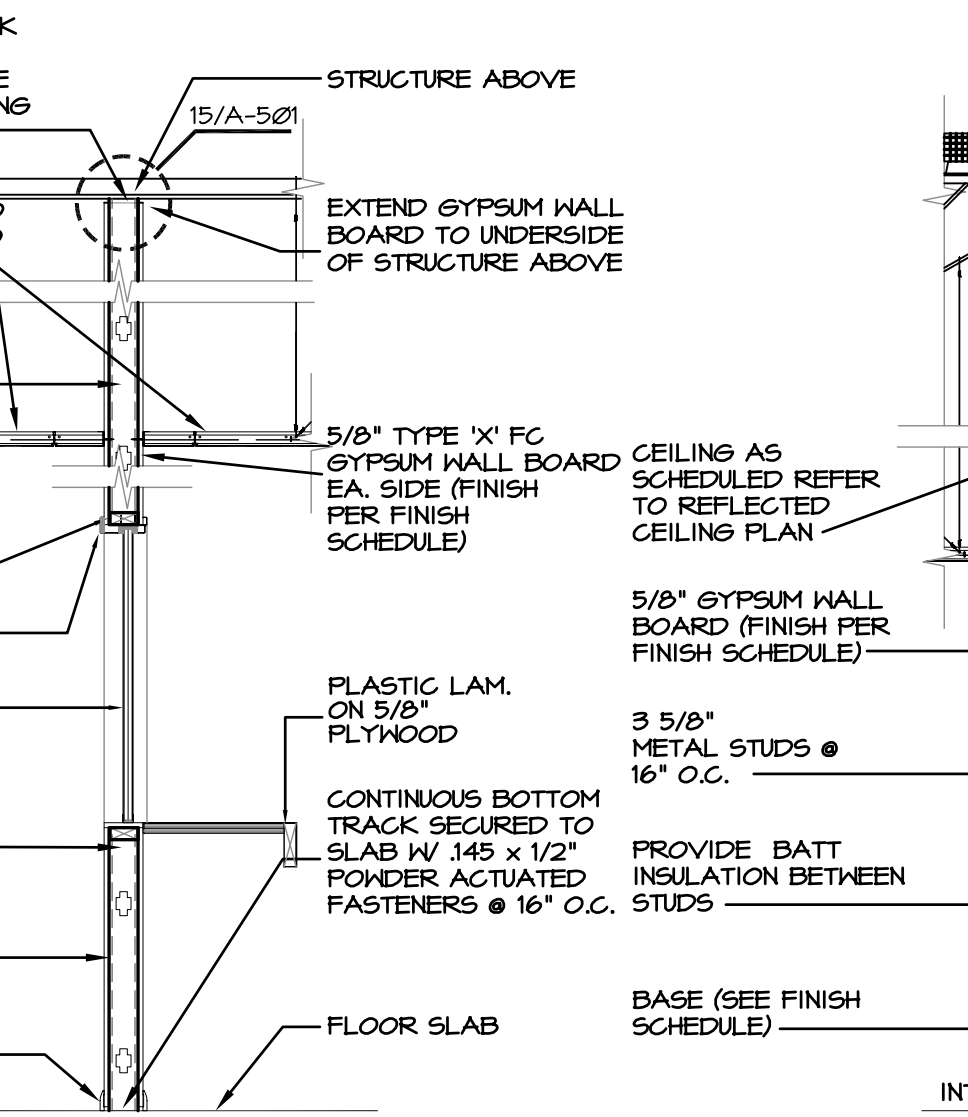 STRUCTURE ABOVE
15/A-501
EXTEND GYPSUM WALL
BOARD TO UNDERSIDE
OF STRUCTURE ABOVE
5/8" TYPE 'X' FC
GYPSUM WALL BOARD
EA. SIDE (FINISH
PER FINISH
SCHEDULE)
PLASTIC LAM.
ON 5/8"
PLYWOOD
CONTINUOUS BOTTOM
TRACK SECURED TO
SLAB W/ .145 x 1/2"
POWDER ACTUATED
FASTENERS @ 16" O.C.
FLOOR SLAB
CEILING AS
SCHEDULED REFER
TO REFLECTED
CEILING PLAN
5/8" GYPSUM WALL
BOARD (FINISH PER
FINISH SCHEDULE)
3 5/8"
METAL STUDS @
16" O.C.
PROVIDE BATT
INSULATION BETWEEN
STUDS
BASE (SEE FINISH
SCHEDULE)